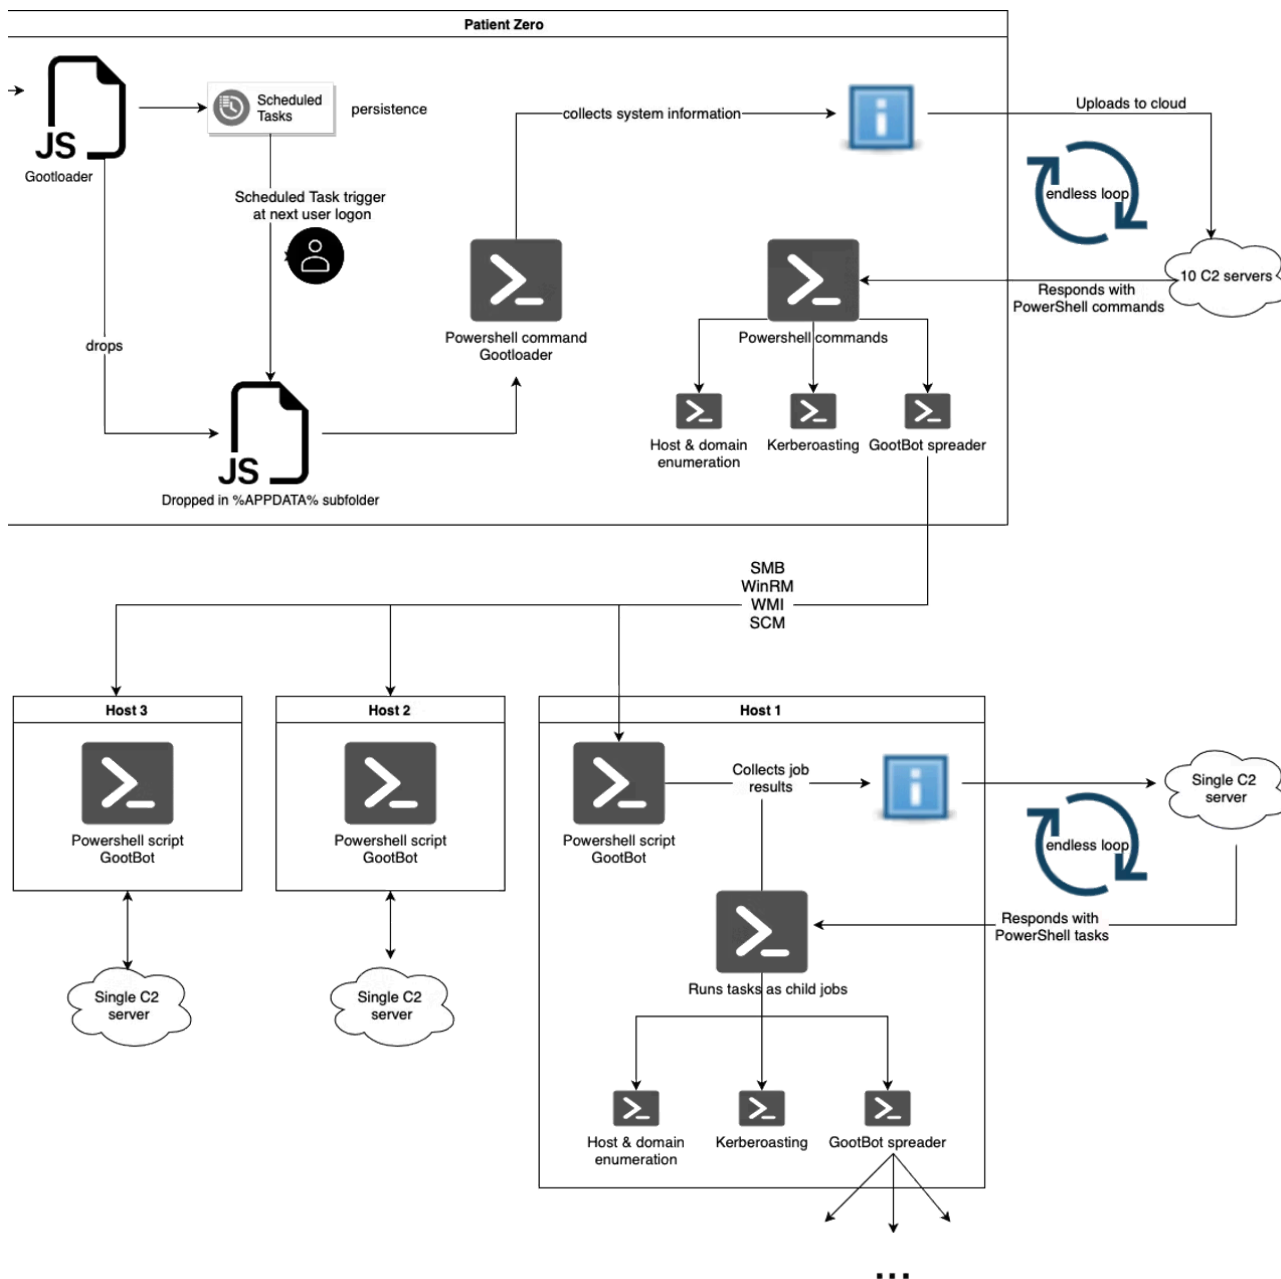 Patient Zero
JS
Gootloader
Scheduled
Tasks
persistence
collects system information
Uploads to cloud
endless loop
Scheduled Task trigger
at next user logon
10 C2 servers
Responds with
PowerShell commands
Powershell command
Gootloader
Powershell commands
drops
Host & domain
enumeration
Kerberoasting
GootBot spreader
JS
Dropped in %APPDATA% subfolder
SMB
WinRM
WMI
SCM
Host 3
Powershell script
GootBot
Single C2
server
Host 2
Powershell script
GootBot
Single C2
server
Host 1
Powershell script
GootBot
Collects job
results
Single C2
server
endless loop
Responds with
PowerShell tasks
Runs tasks as child jobs
Host & domain
enumeration
Kerberoasting
GootBot spreader
...